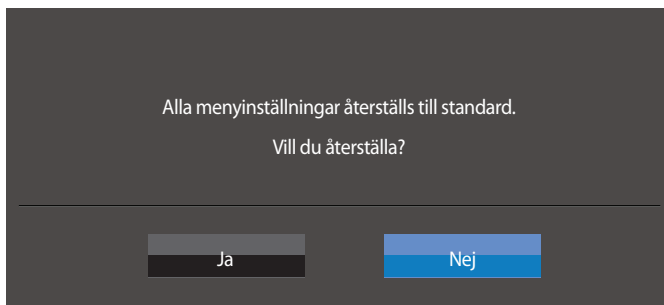 Alla menyinställningar återställs till standard.
Vill du återställa?
Ja
Nej